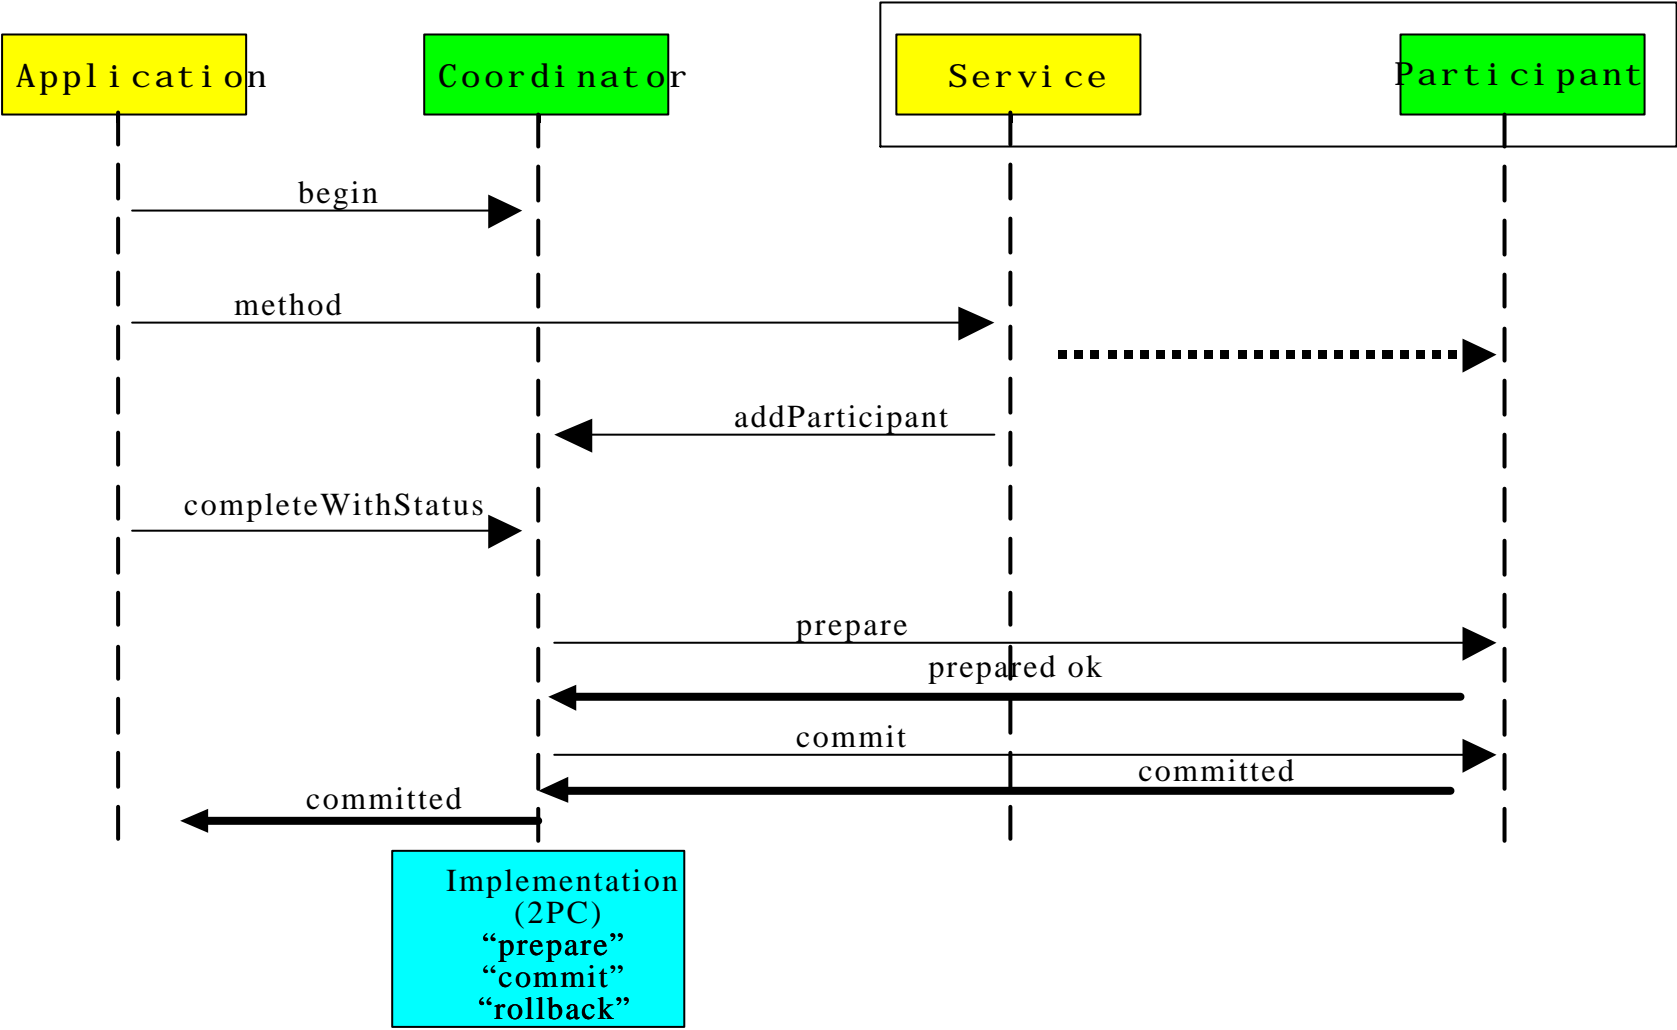 Application
Coordinator
Service
Participant
begin
method
addParticipant
completeWithStatus
prepare
prepared ok
commit
committed
committed
Implementation
(2PC)
“prepare”
“commit”
“rollback”